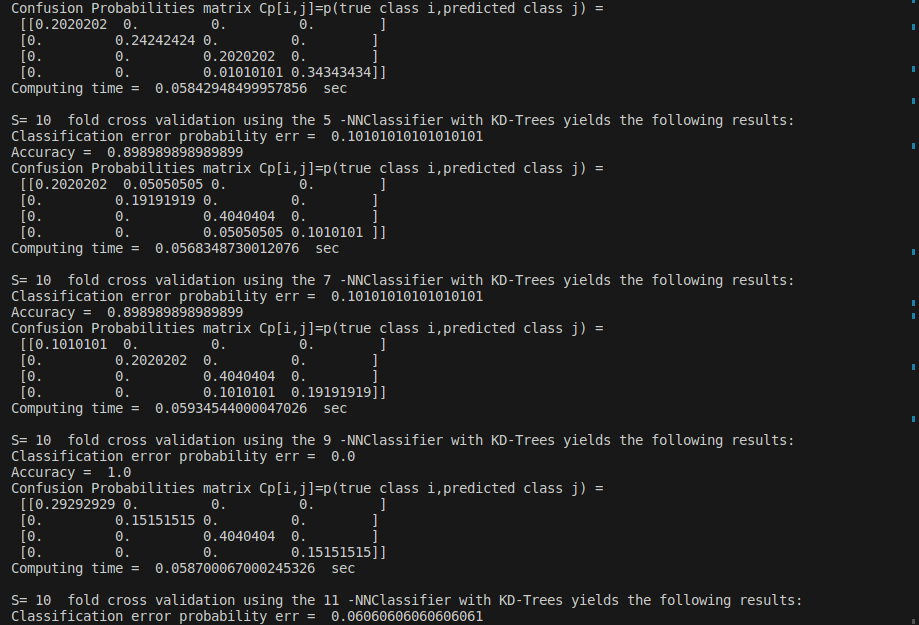 Confusion Probabilities matrix Cp[i,j]=p(true class i,predicted class j) =
[[0.2020202  0.         0.         0.        ]
[0.         0.24242424 0.         0.        ]
[0.         0.         0.2020202  0.        ]
[0.         0.         0.01010101 0.34343434]]
Computing time =  0.05842948499957856  sec
S= 10  fold cross validation using the 5 -NNClassifier with KD-Trees yields the following results:
Classification error probability err =  0.10101010101010101
Accuracy =  0.898989898989899
Confusion Probabilities matrix Cp[i,j]=p(true class i,predicted class j) =
[[0.2020202  0.05050505 0.         0.        ]
[0.         0.19191919 0.         0.        ]
[0.         0.         0.4040404  0.        ]
[0.         0.         0.05050505 0.1010101 ]]
Computing time =  0.0568348730012076  sec
S= 10  fold cross validation using the 7 -NNClassifier with KD-Trees yields the following results:
Classification error probability err =  0.10101010101010101
Accuracy =  0.898989898989899
Confusion Probabilities matrix Cp[i,j]=p(true class i,predicted class j) =
[[0.1010101  0.         0.         0.        ]
[0.         0.2020202  0.         0.        ]
[0.         0.         0.4040404  0.        ]
[0.         0.         0.1010101  0.19191919]]
Computing time =  0.05934544000047026  sec
S= 10  fold cross validation using the 9 -NNClassifier with KD-Trees yields the following results:
Classification error probability err =  0.0
Accuracy =  1.0
Confusion Probabilities matrix Cp[i,j]=p(true class i,predicted class j) =
[[0.29292929 0.         0.         0.        ]
[0.         0.15151515 0.         0.        ]
[0.         0.         0.4040404  0.        ]
[0.         0.         0.         0.15151515]]
Computing time =  0.058700067000245326  sec
S= 10  fold cross validation using the 11 -NNClassifier with KD-Trees yields the following results:
Classification error probability err =  0.06060606060606061